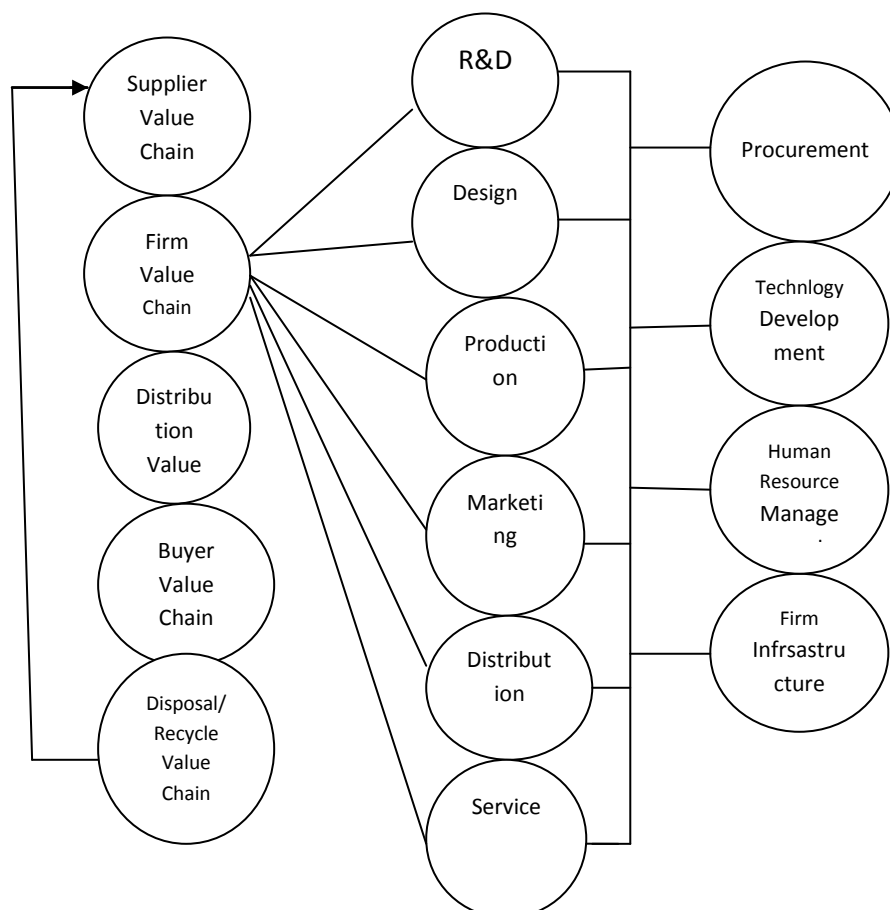 Supplier
Value
Chain
Firm
Value
Chain
Distribu
tion
Value
Buyer
Value
Chain
Disposal/
Recycle
Value
Chain
R&D
Design
Producti
on
Marketi
ng
Distribut
ion
Service
Procurement
Technlogy
Develop
ment
Human
Resource
Manage
Firm
Infrsastru
cture